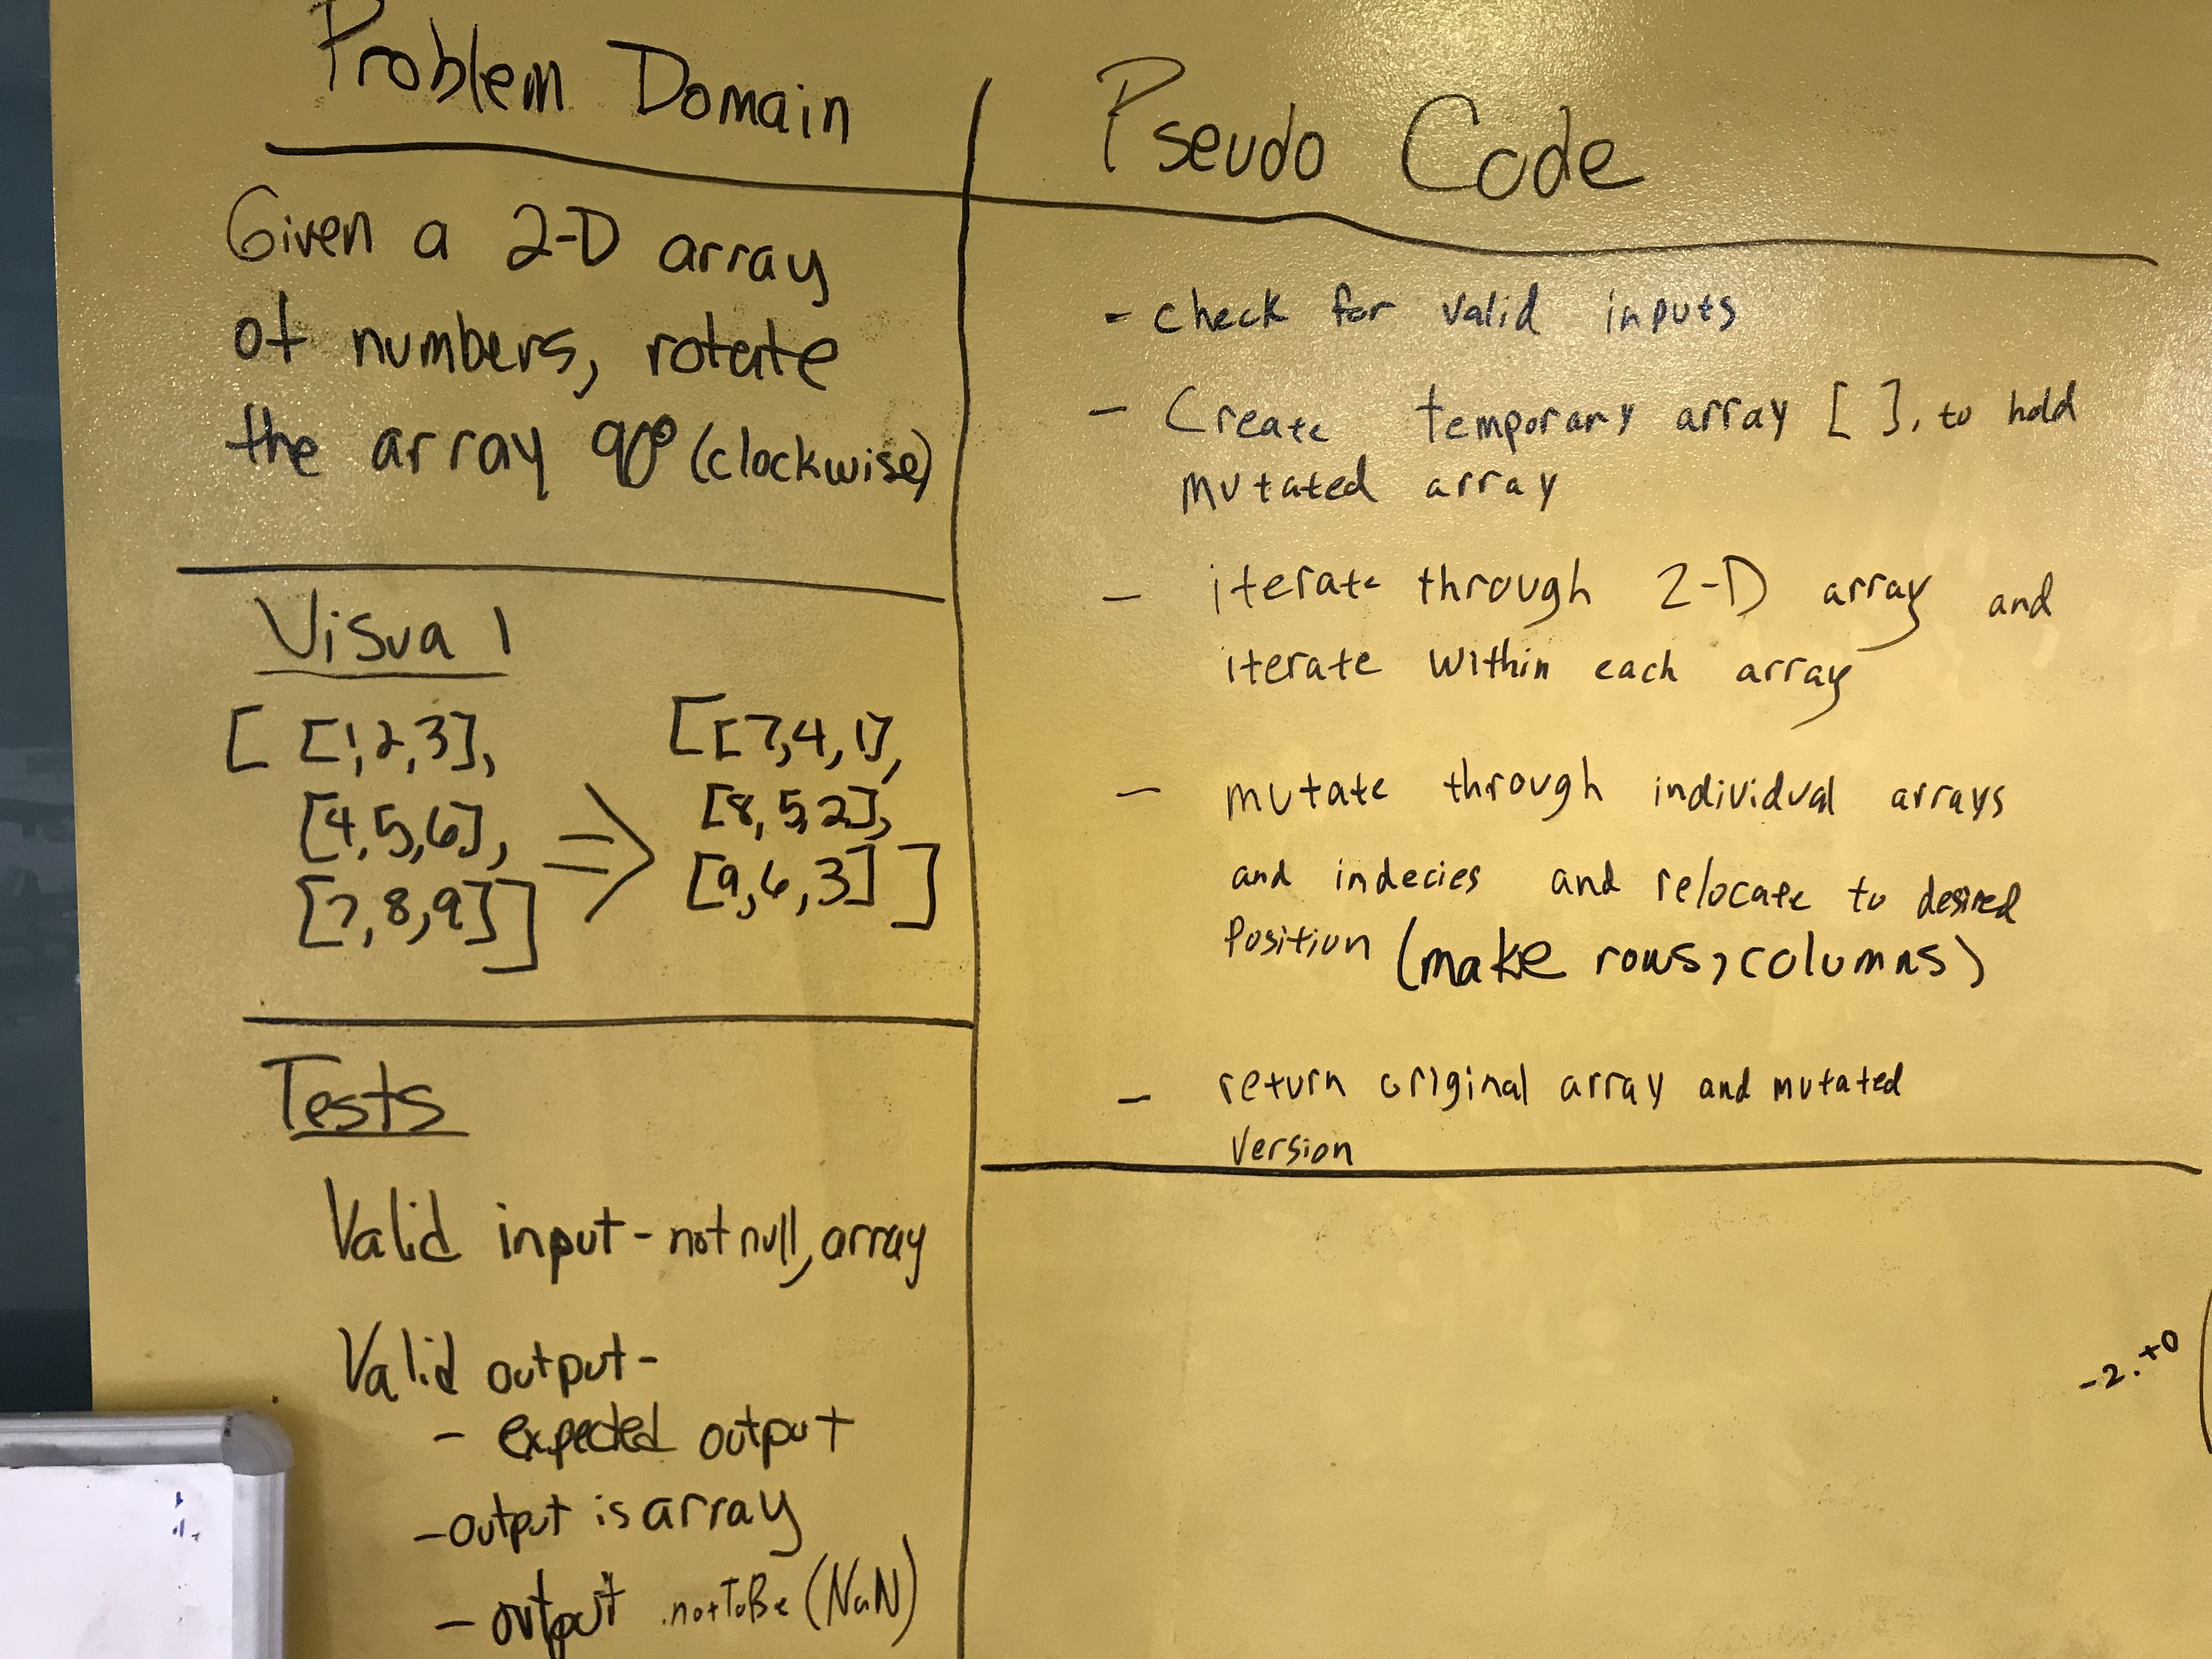 Problem Domain
Given a 2-D array
of numbers, rotate
the array 90° (clockwise)
Visual
[ [1,2,3],
[4,5,6],
[7,8,9]]
=>
[[7,4,1],
[8,5,2],
[9,6,3] ]
Tests
Valid input - not null, array
Valid output -
- expected output
- output is array
- output .notToBe (NaN)
Pseudo Code
- check for valid inputs
- Create temporary array [ ], to hold
mutated array
- iterate through 2-D array and
iterate within each array
- mutate through individual arrays
and indecies and relocate to desired
position (make rows, columns)
- return original array and mutated
version
-2. +0